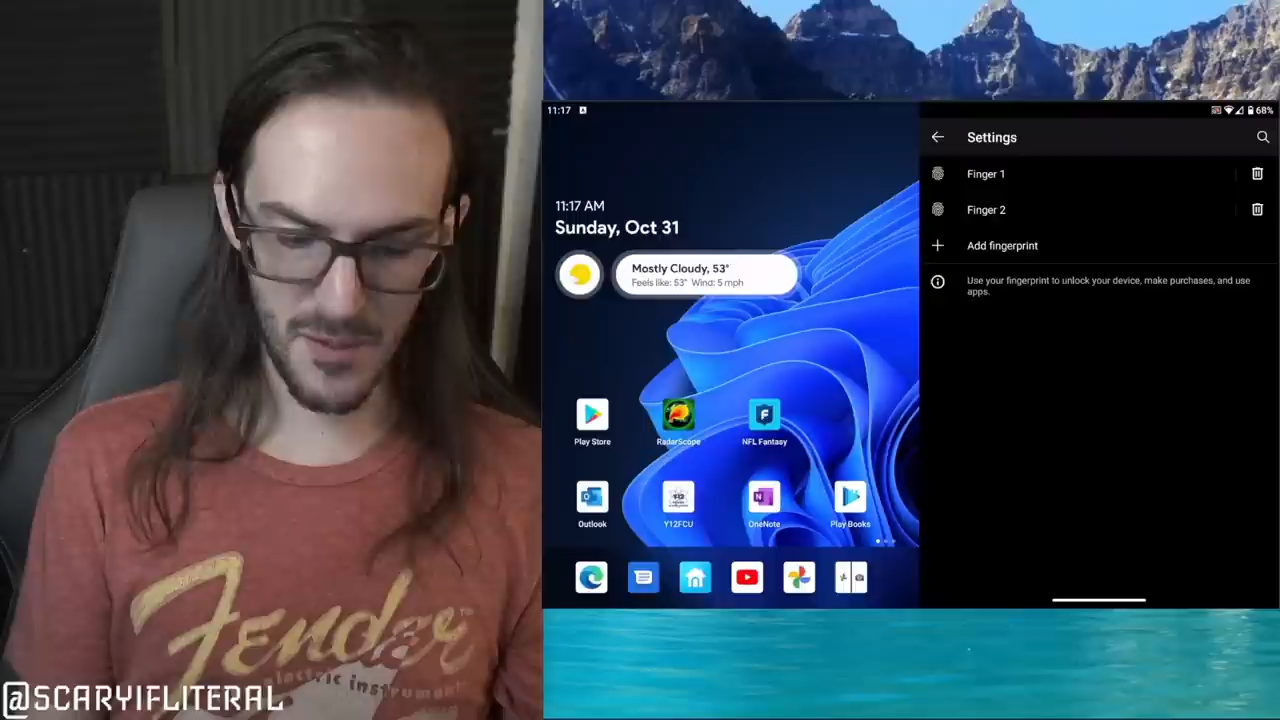 11:17
68%
Settings
Finger 1
Finger 2
Add fingerprint
Use your fingerprint to unlock your device, make purchases, and use
apps.
11:17 AM
Sunday, Oct 31
Mostly Cloudy, 53°
Feels like: 53° Wind: 5 mph
Play Store
RadarScope
NFL Fantasy
Outlook
Y12FCU
OneNote
Play Books
Fender
electric instrument
@SCARYIFLITERAL